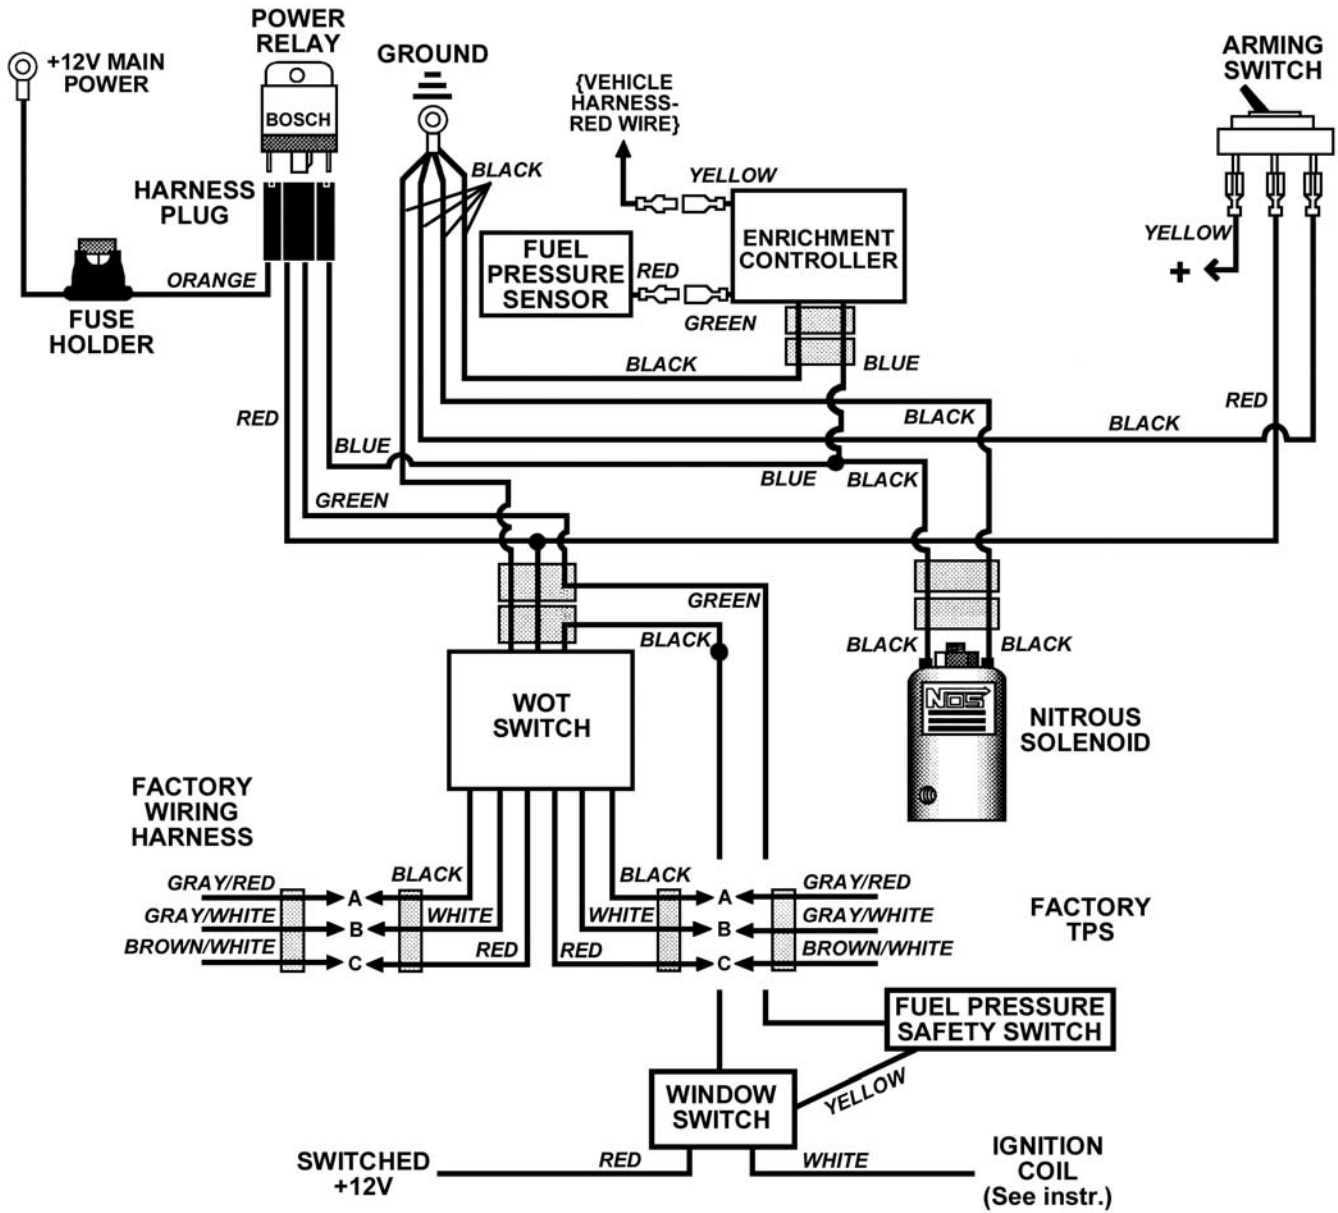 POWER
RELAY
+12V MAIN
POWER
GROUND
{VEHICLE
HARNESS-
RED WIRE}
ARMING
SWITCH
BOSCH
BLACK
YELLOW
HARNESS
PLUG
ENRICHMENT
CONTROLLER
FUEL
PRESSURE
SENSOR
RED
GREEN
YELLOW
+
ORANGE
FUSE
HOLDER
BLACK
BLUE
RED
BLACK
BLACK
RED
BLUE
BLUE
BLACK
GREEN
GREEN
BLACK
BLACK
BLACK
WOT
SWITCH
NOS
NITROUS
SOLENOID
FACTORY
WIRING
HARNESS
GRAY/RED
A
BLACK
BLACK
A
GRAY/RED
GRAY/WHITE
B
WHITE
WHITE
B
GRAY/WHITE
BROWN/WHITE
C
RED
RED
C
BROWN/WHITE
FACTORY
TPS
FUEL PRESSURE
SAFETY SWITCH
WINDOW
SWITCH
YELLOW
SWITCHED
+12V
RED
WHITE
IGNITION
COIL
(See instr.)